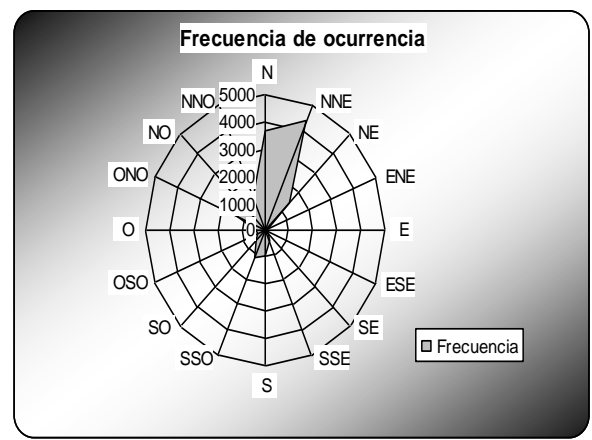 Frecuencia de ocurrencia
N
NNO
5000
NNE
NO
4000
NE
3000
ONO
2000
ENE
1000
O
0
E
OSO
ESE
SO
SE
SSO
SSE
S
Frecuencia